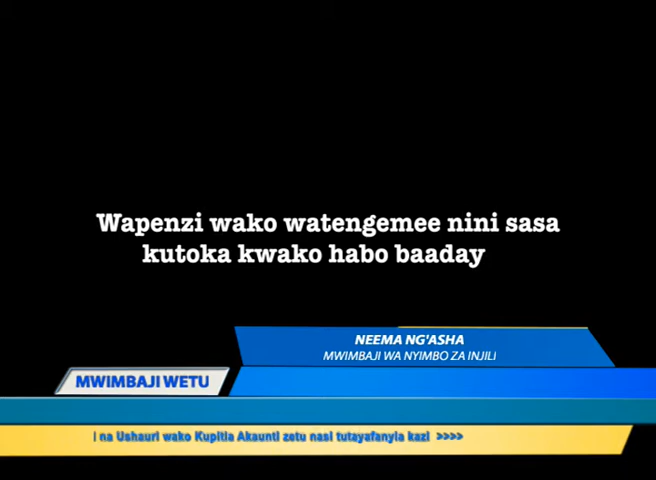 Wapenzi wako watengemee nini sasa
kutoka kwako habo baaday
NEEMA NG'ASHA
MWIMBAJI WA NYIMBO ZA INJILI
MWIMBAJI WETU
na Ushauri wako Kupitia Akaunti zetu nasi tutayafanyia kazi >>>>